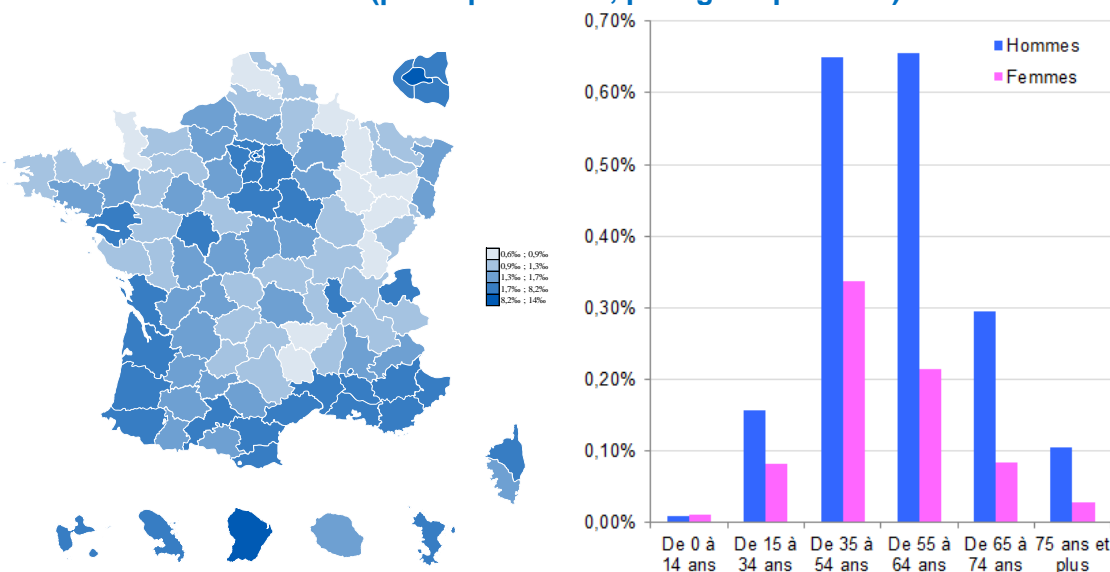 0,6‰ ; 0,9‰
0,9‰ ; 1,3‰
1,3‰ ; 1,7‰
1,7‰ ; 8,2‰
8,2‰ ; 14‰
0,70%
0,60%
0,50%
0,40%
0,30%
0,20%
0,10%
0,00%
Hommes
Femmes
De 0 à
14 ans
De 15 à
34 ans
De 35 à
54 ans
De 55 à
64 ans
De 65 à
74 ans
75 ans et
plus